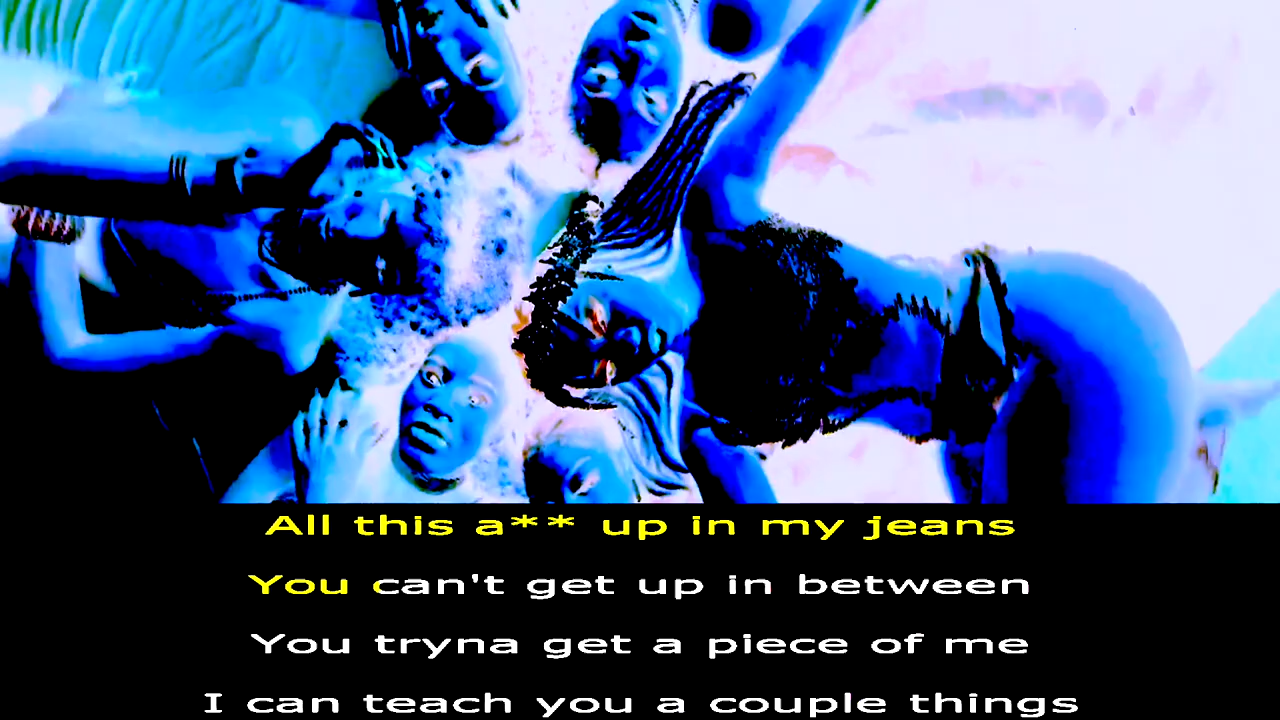 All this a** up in my jeans
You can't get up in between
You tryna get a piece of me
I can teach you a couple things